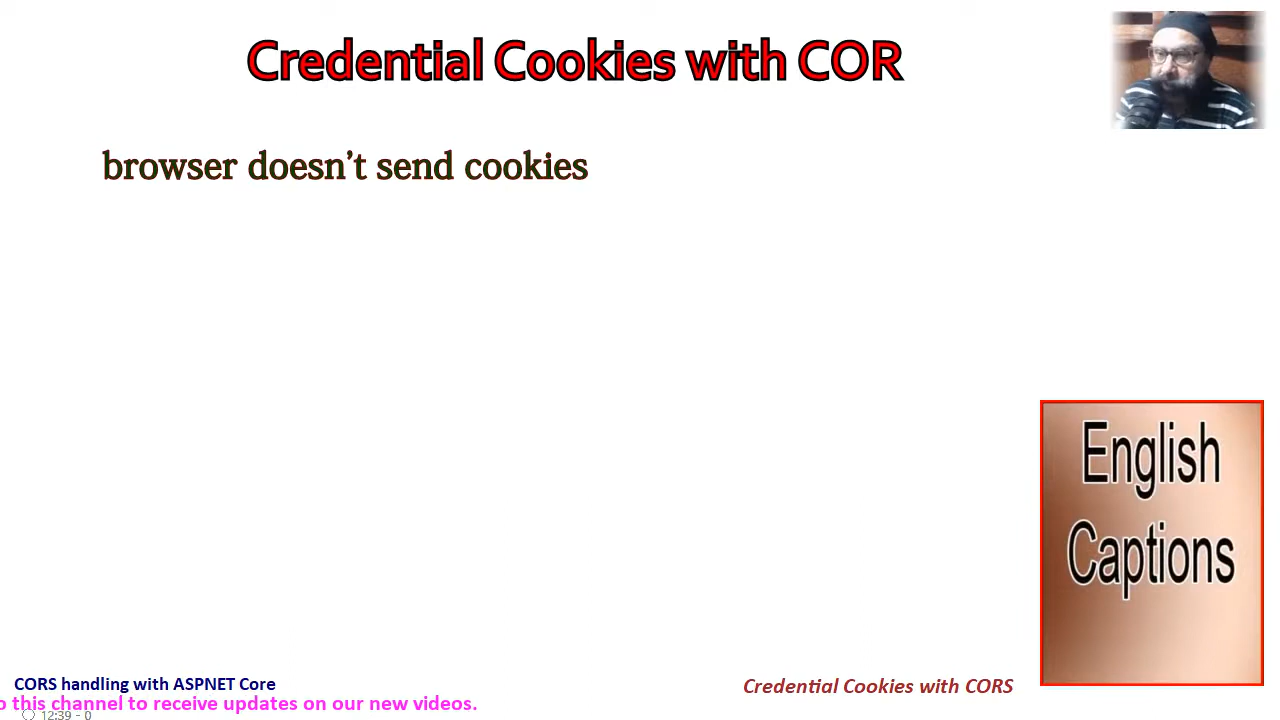 Credential Cookies with COR
browser doesn't send cookies
English
Captions
CORS handling with ASPNET Core
Credential Cookies with CORS
o this channel to receive updates on our new videos.
12:39 - 0